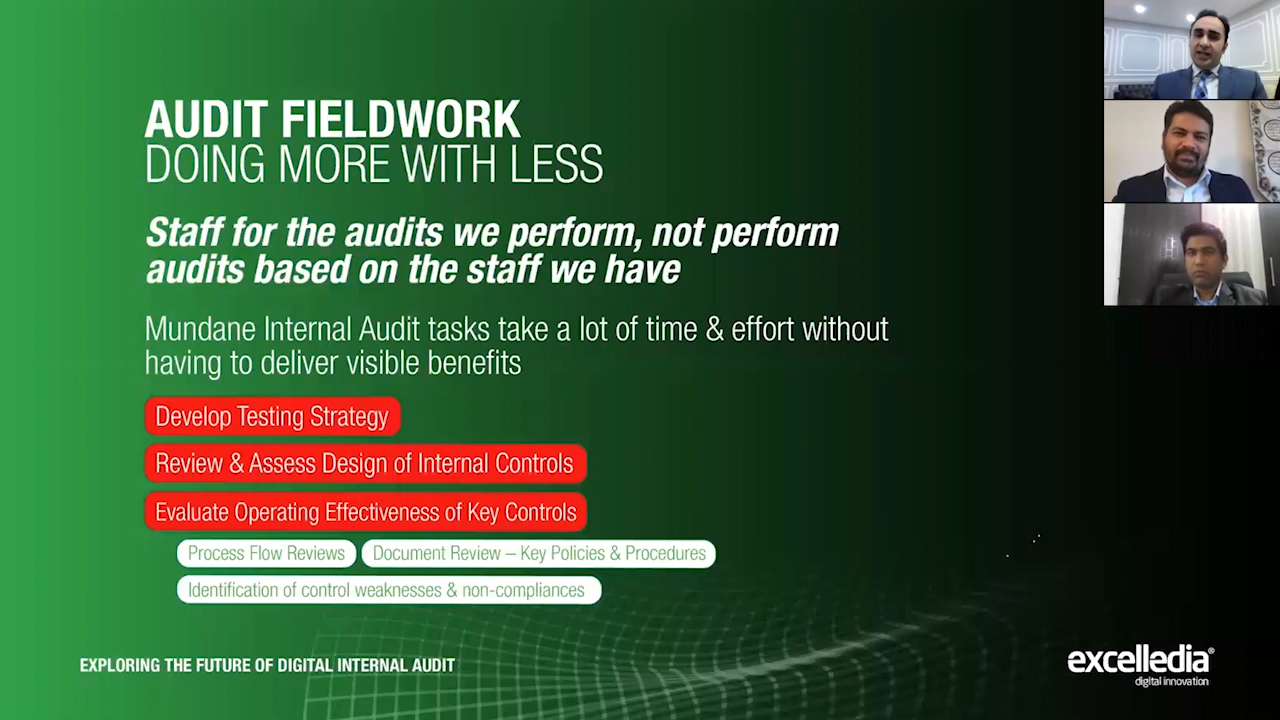 AUDIT FIELDWORK
DOING MORE WITH LESS
Staff for the audits we perform, not perform
audits based on the staff we have
Mundane Internal Audit tasks take a lot of time & effort without
having to deliver visible benefits
Develop Testing Strategy
Review & Assess Design of Internal Controls
Evaluate Operating Effectiveness of Key Controls
Process Flow Reviews
Document Review – Key Policies & Procedures
Identification of control weaknesses & non-compliances
EXPLORING THE FUTURE OF DIGITAL INTERNAL AUDIT
excelledia®
digital innovation